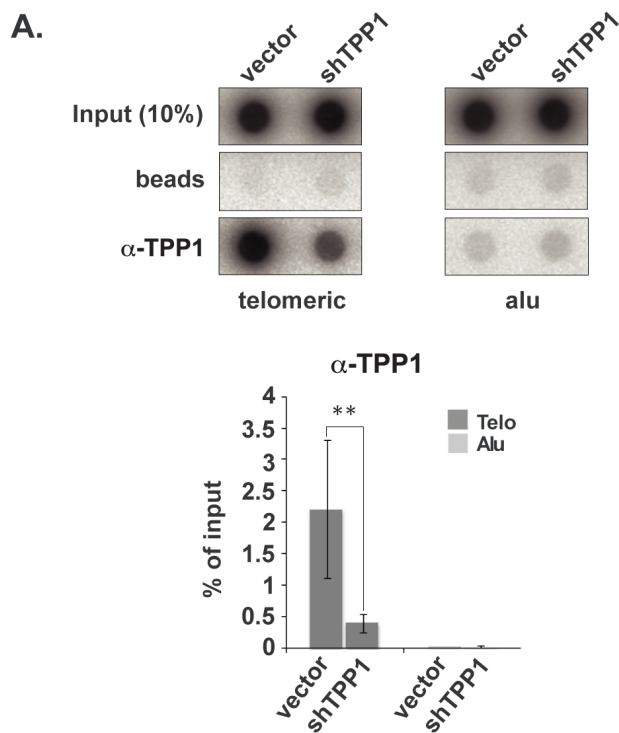 A.
vector shTPP1 vector shTPP1
Input (10%)
beads
α-TPP1
telomeric alu
α-TPP1
4
3.5
3
2.5
2
1.5
1
0.5
0
% of input
**
Telo
Alu
vector shTPP1 vector shTPP1